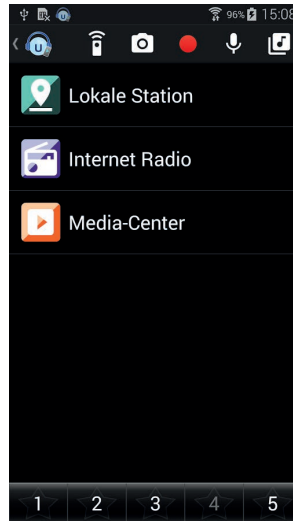 96% 15:08
U
Lokale Station
Internet Radio
Media-Center
1 2 3 4 5